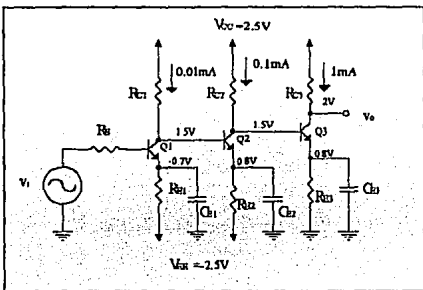 VCC=2.5V
RC1 0.01mA RC2 0.1mA RC3 1mA
2V
vo
RS 1.5V 1.5V
Q1 Q2 Q3
-0.7V 0.8V 0.8V
vi
RE1 CE1 RE2 CE2 RE3 CE3
VEE=-2.5V